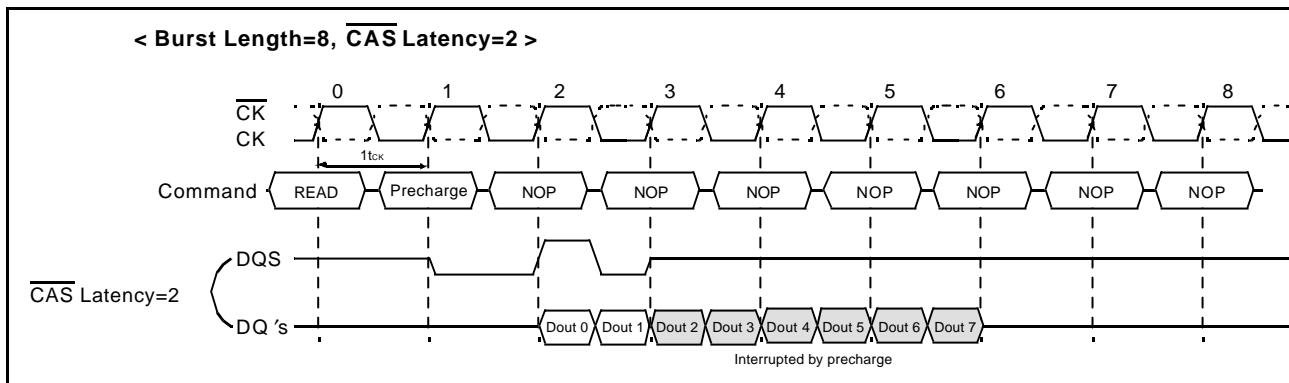 < Burst Length=8, CAS Latency=2 >
0 1 2 3 4 5 6 7 8
CK
CK
1tCK
Command READ Precharge NOP NOP NOP NOP NOP NOP NOP
DQS
CAS Latency=2
DQ 's Dout 0 Dout 1 Dout 2 Dout 3 Dout 4 Dout 5 Dout 6 Dout 7
Interrupted by precharge